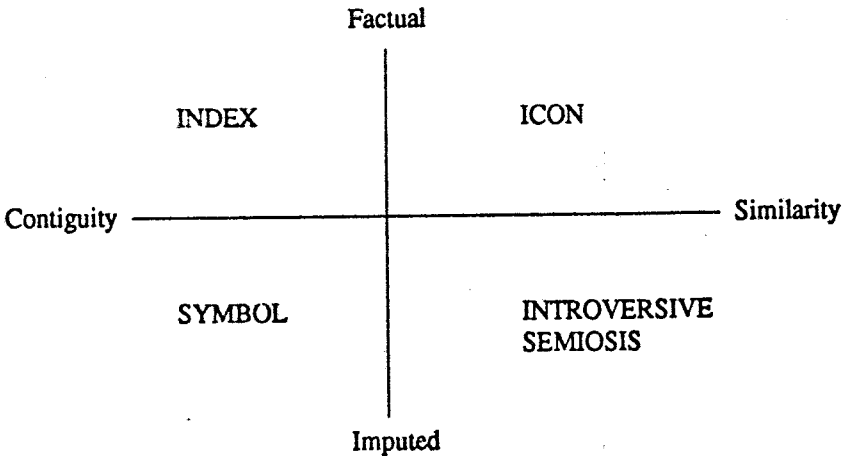 Factual
INDEX
ICON
Contiguity
Similarity
SYMBOL
INTROVERSIVE
SEMIOSIS
Imputed